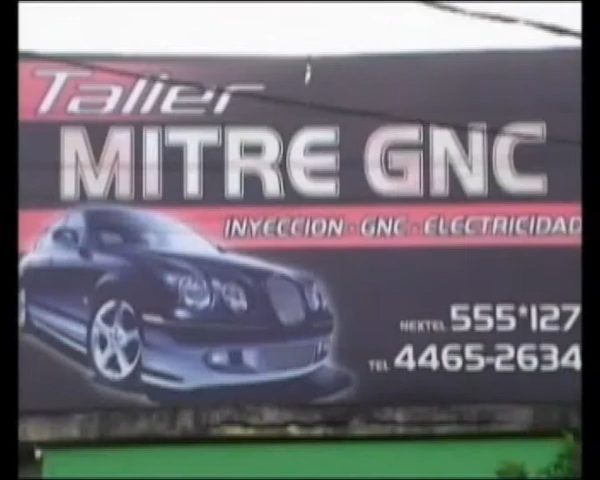 Taller
MITRE GNC
INYECCION - GNC - ELECTRICIDAD
NEXTEL 555*127
TEL 4465-2634